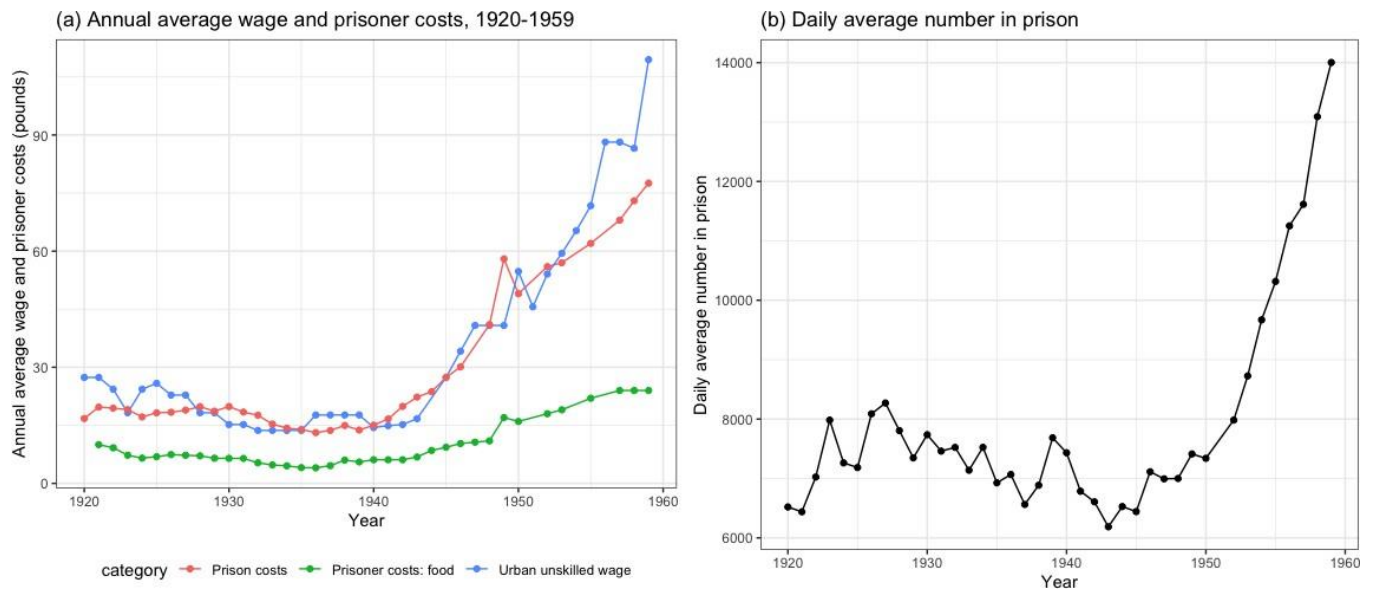 (a) Annual average wage and prisoner costs, 1920-1959
Annual average wage and prisoner costs (pounds)
90
60
30
0
1920 1930 1940 1950 1960
Year
category Prison costs Prisoner costs: food Urban unskilled wage
(b) Daily average number in prison
Daily average number in prison
14000
12000
10000
8000
6000
1920 1930 1940 1950 1960
Year